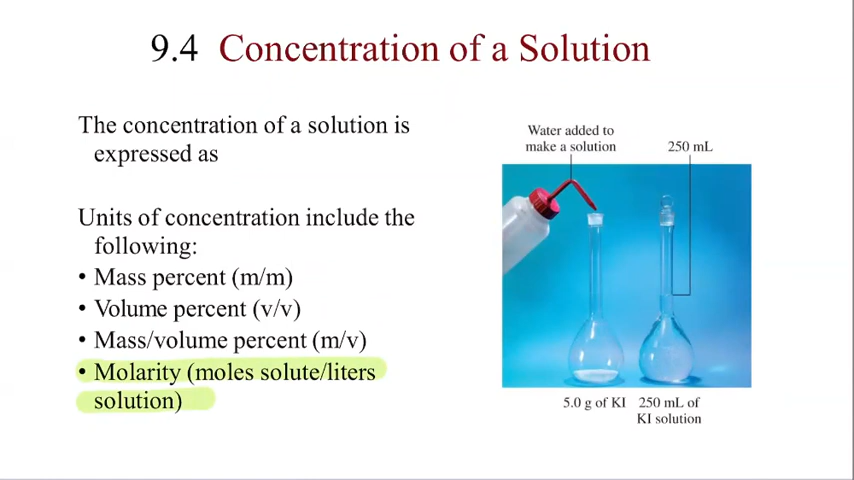 9.4 Concentration of a Solution
The concentration of a solution is
expressed as
Units of concentration include the
following:
• Mass percent (m/m)
• Volume percent (v/v)
• Mass/volume percent (m/v)
• Molarity (moles solute/liters
solution)
Water added to
make a solution
250 mL
5.0 g of KI
250 mL of
KI solution